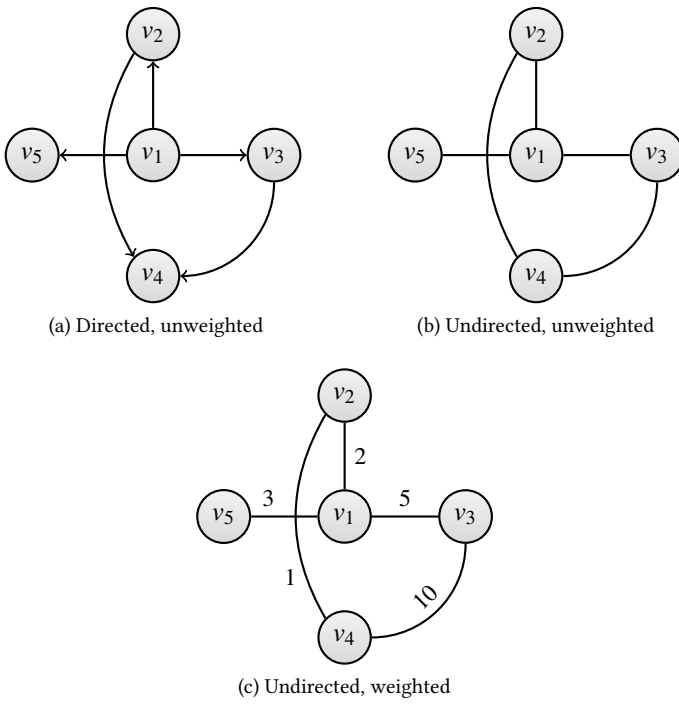 v2
v5 v1 v3
v4
(a) Directed, unweighted
v2
v5 v1 v3
v4
(b) Undirected, unweighted
v2
2
3 5
v5 v1 v3
1 10
v4
(c) Undirected, weighted